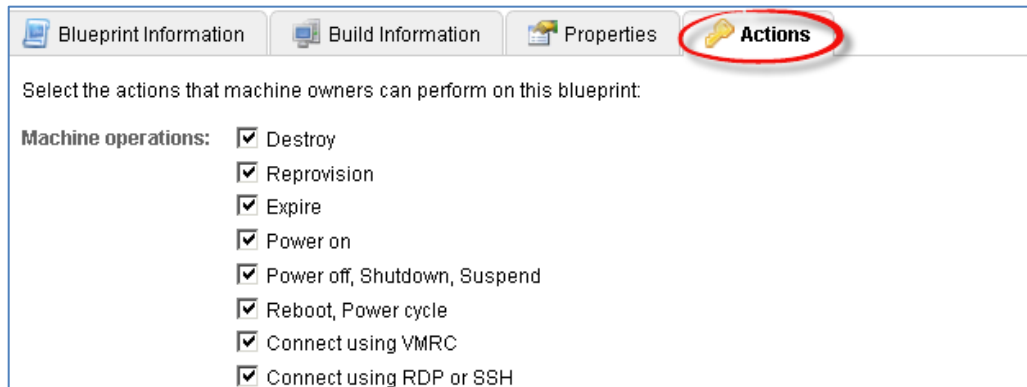 Blueprint Information Build Information Properties Actions
Select the actions that machine owners can perform on this blueprint:
Machine operations: Destroy
Reprovision
Expire
Power on
Power off, Shutdown, Suspend
Reboot, Power cycle
Connect using VMRC
Connect using RDP or SSH